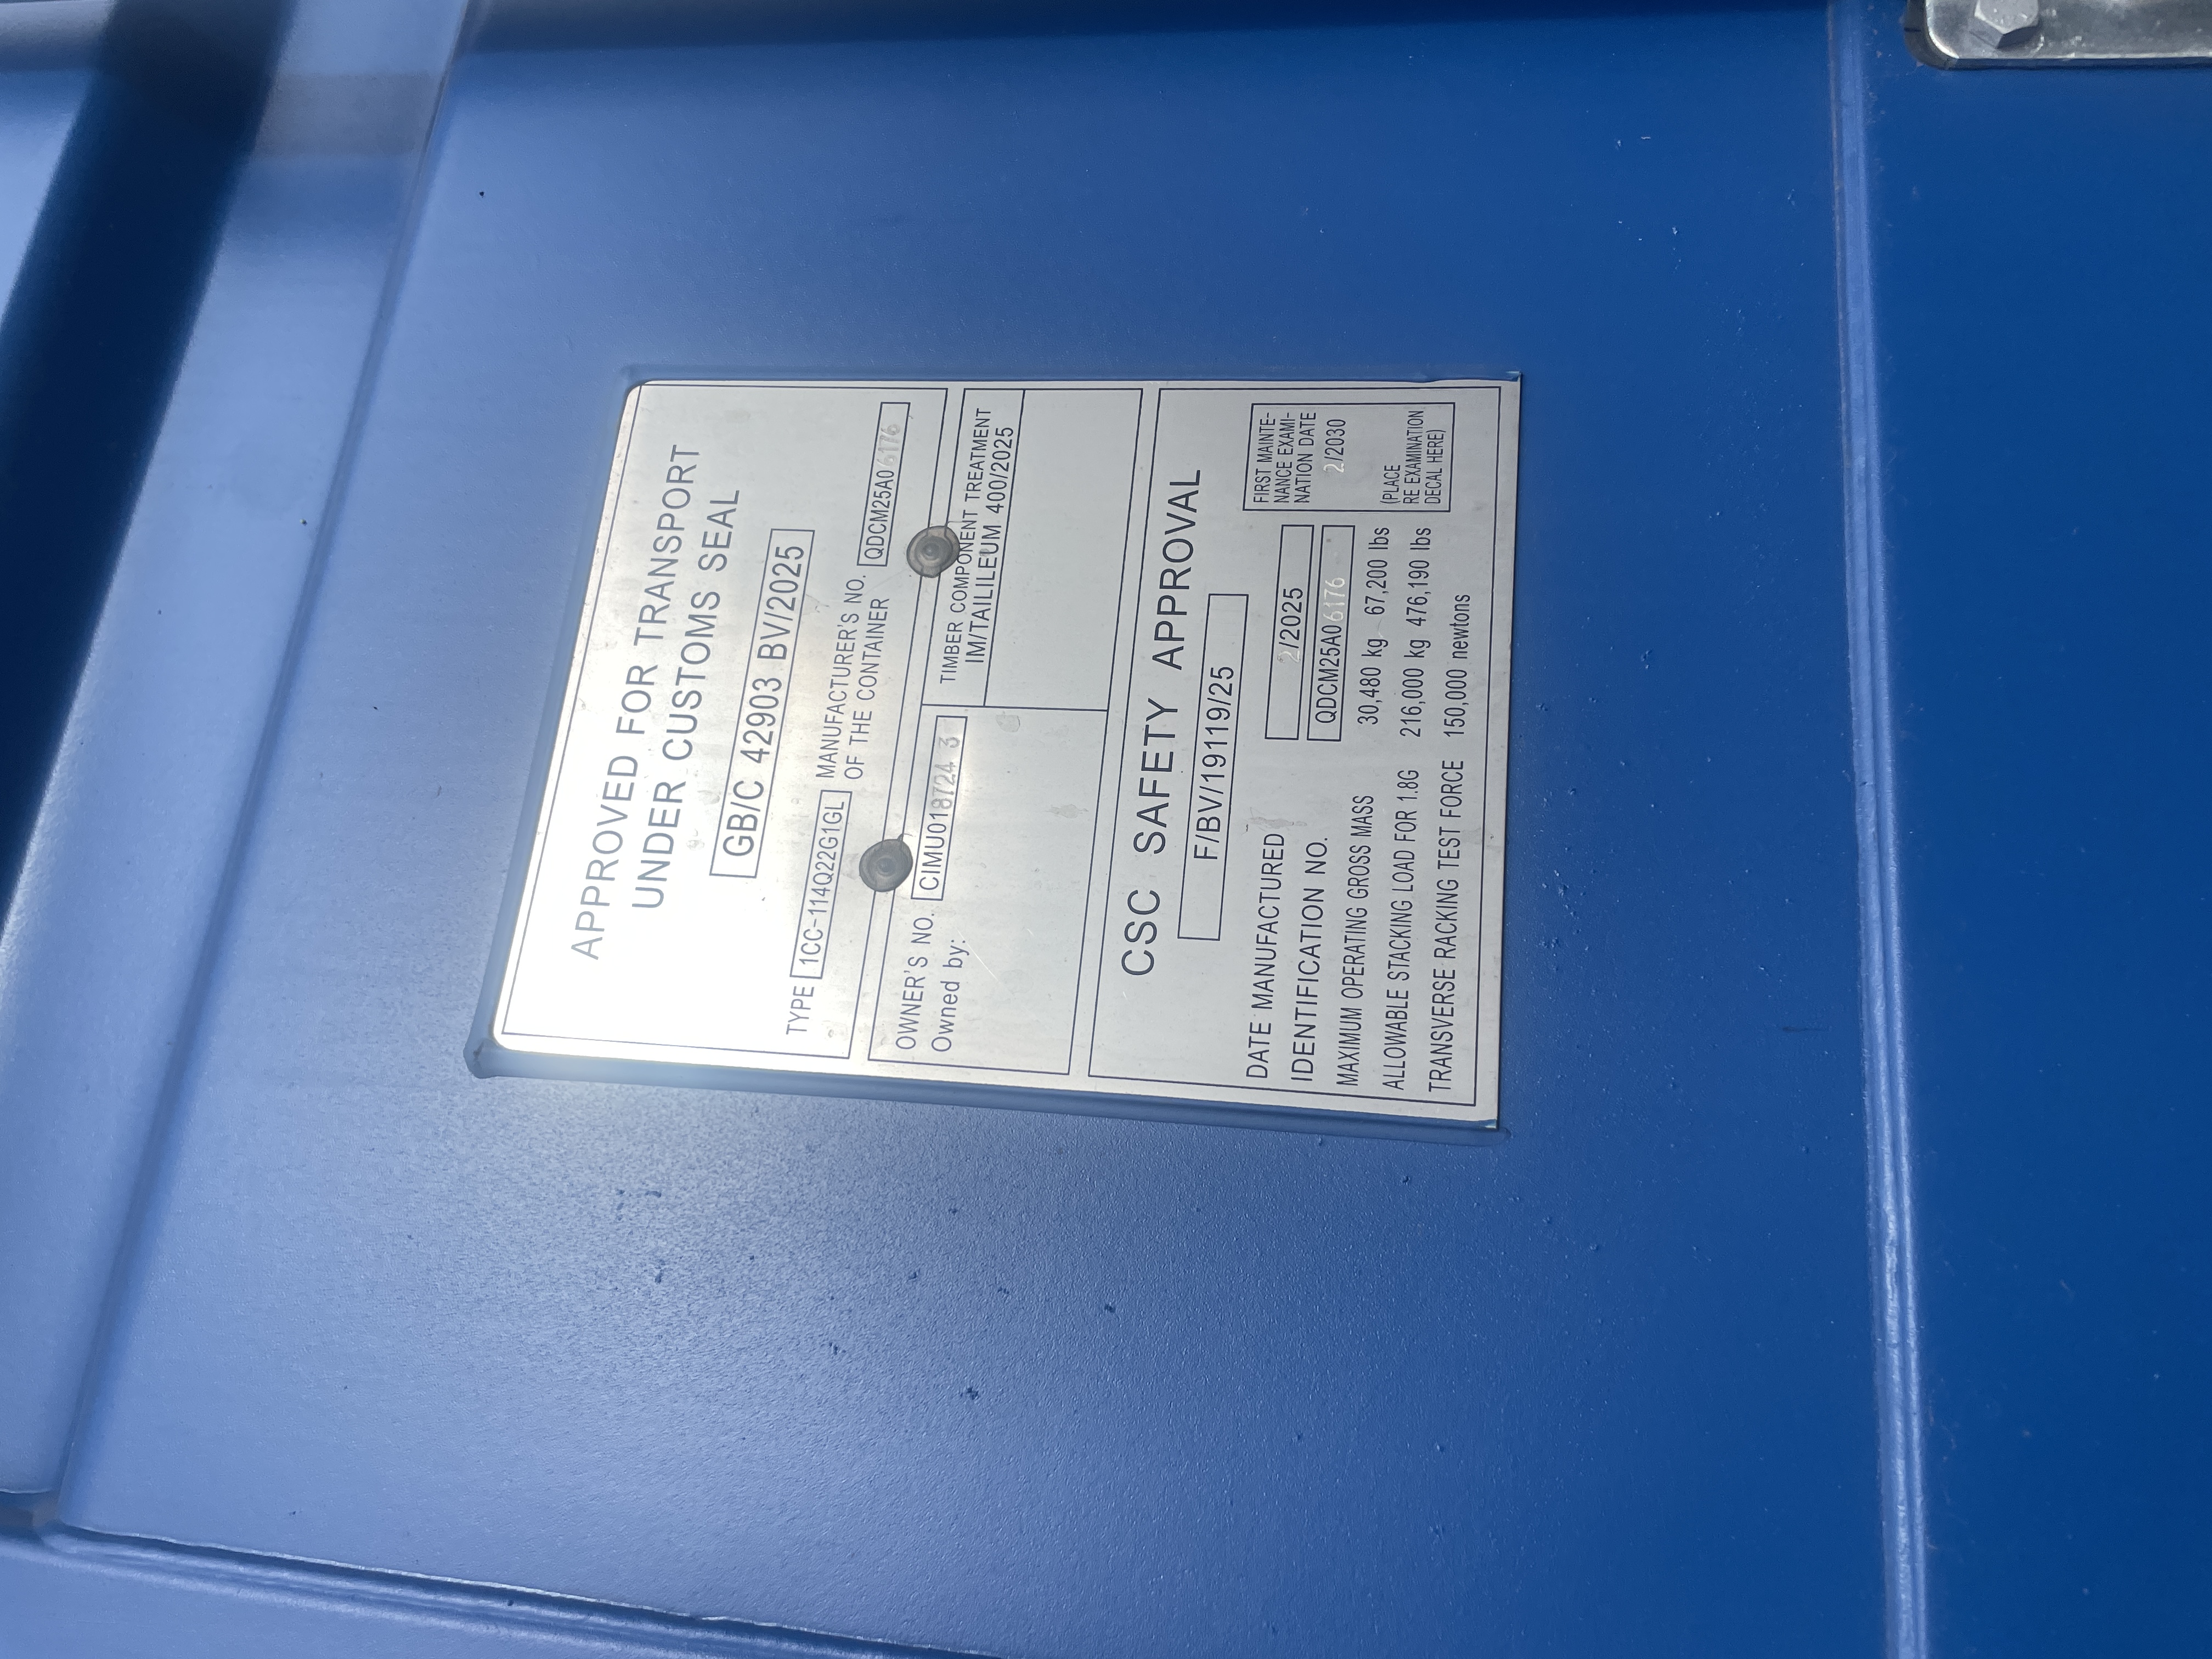 APPROVED FOR TRANSPORT
UNDER CUSTOMS SEAL
GB/C 42903 BV/2025
TYPE 1CC-114Q22G1GL MANUFACTURER'S NO. OF THE CONTAINER QDCM25A06176
OWNER'S NO. CIMU018724 3
Owned by:
TIMBER COMPONENT TREATMENT
IM/TAILILEUM 400/2025
CSC SAFETY APPROVAL
F/BV/19119/25
DATE MANUFACTURED 2/2025
IDENTIFICATION NO. QDCM25A06176
MAXIMUM OPERATING GROSS MASS 30,480 kg 67,200 lbs
ALLOWABLE STACKING LOAD FOR 1.8G 216,000 kg 476,190 lbs
TRANSVERSE RACKING TEST FORCE 150,000 newtons
FIRST MAINTE-
NANCE EXAMI-
NATION DATE
2/2030
(PLACE
RE EXAMINATION
DECAL HERE)